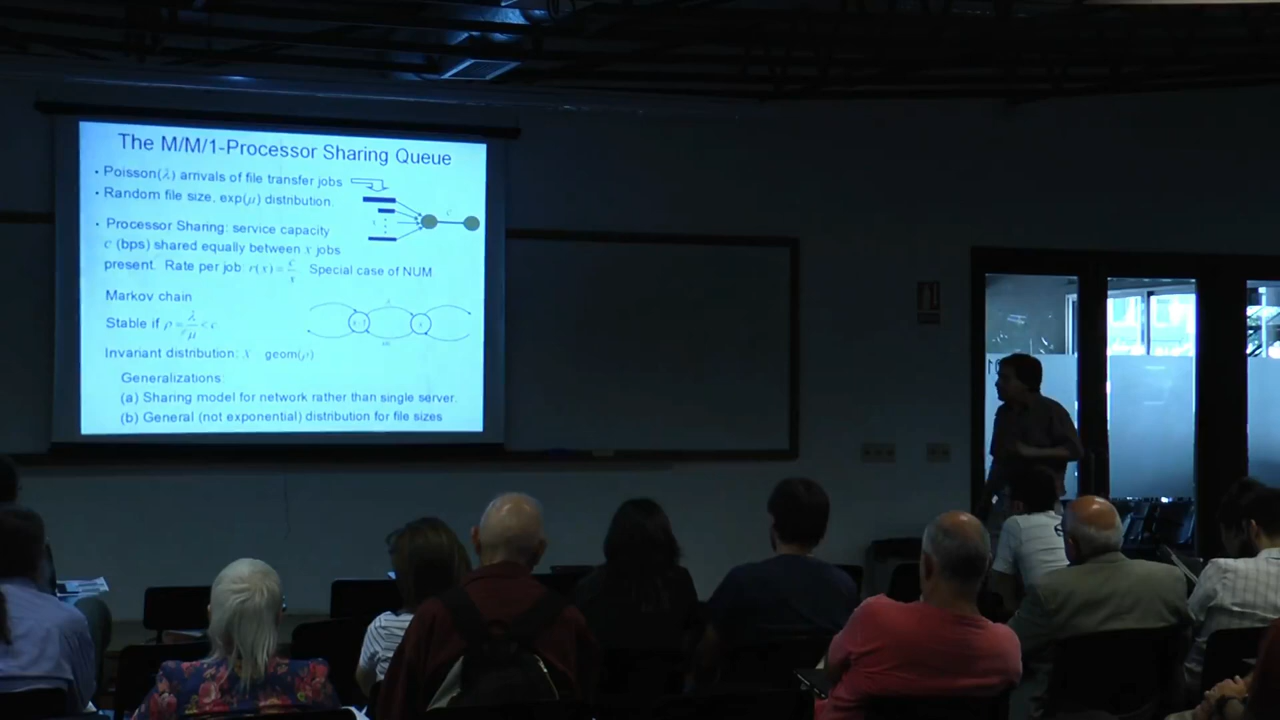 The M/M/1-Processor Sharing Queue
• Poisson(λ) arrivals of file transfer jobs
• Random file size, exp(μ) distribution.
• Processor Sharing: service capacity
c (bps) shared equally between x jobs
present. Rate per job r(x) = c/x Special case of NUM
c
Markov chain
Stable if ρ = λ/μ < c
Invariant distribution: X geom(ρ)
Generalizations:
(a) Sharing model for network rather than single server.
(b) General (not exponential) distribution for file sizes